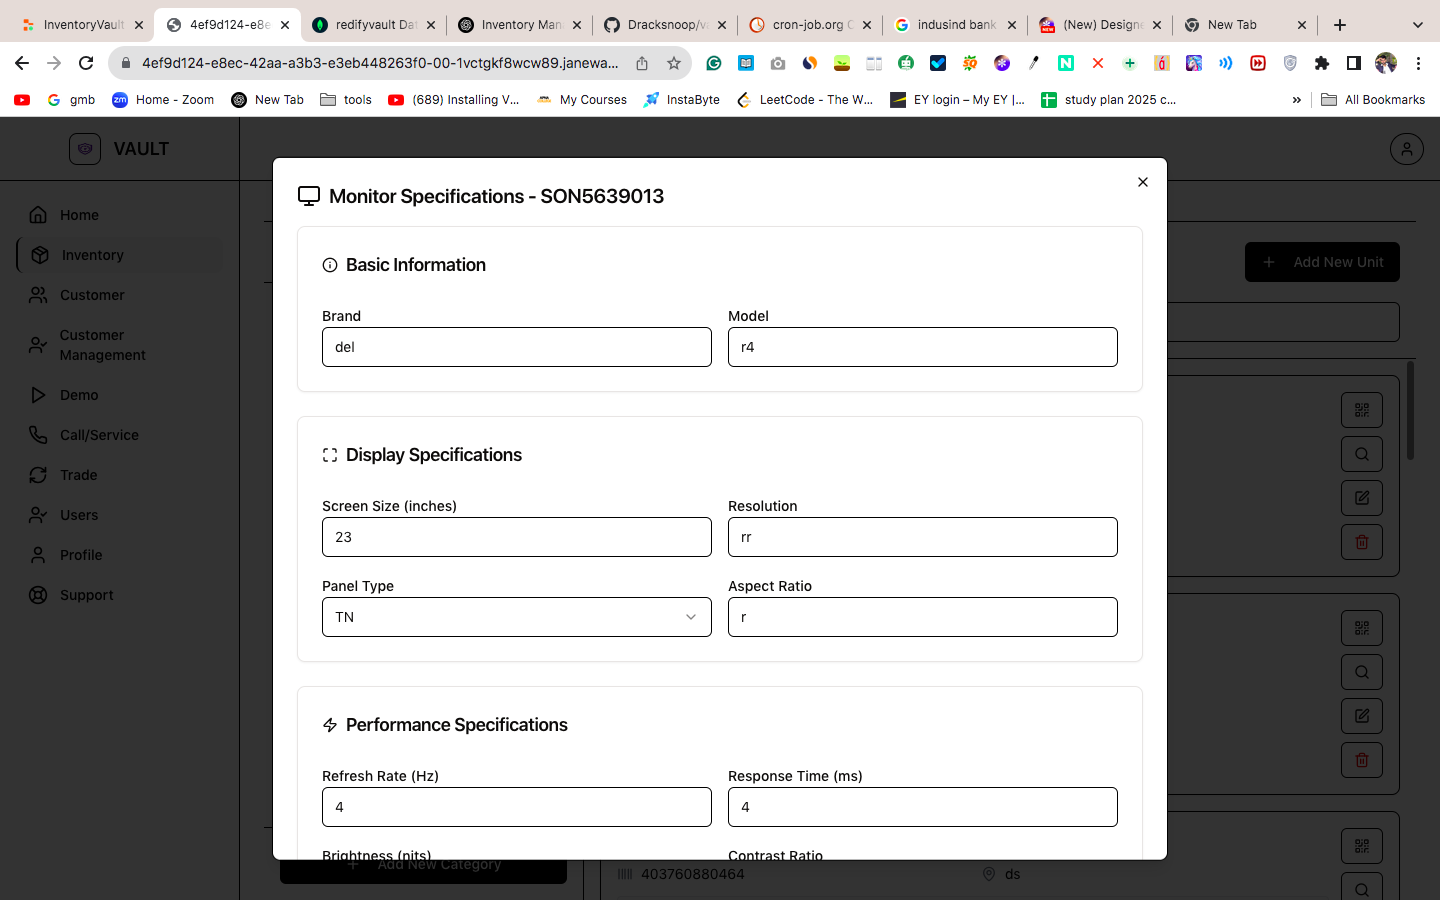 InventoryVault
4ef9d124-e8e
redifyvault Dat
Inventory Man
Dracksnoop/v
cron-job.org C
indusind bank
(New) Designe
New Tab
4ef9d124-e8ec-42aa-a3b3-e3eb448263f0-00-1vctgkf8wcw89.janewa...
gmb
Home - Zoom
New Tab
tools
(689) Installing V...
My Courses
InstaByte
LeetCode - The W...
EY login – My EY |...
study plan 2025 c...
»
All Bookmarks
VAULT
Home
Inventory
Customer
Customer
Management
Demo
Call/Service
Trade
Users
Profile
Support
Add New Unit
Monitor Specifications - SON5639013
Basic Information
Brand
Model
del
r4
Display Specifications
Screen Size (inches)
Resolution
23
rr
Panel Type
Aspect Ratio
TN
r
Performance Specifications
Refresh Rate (Hz)
Response Time (ms)
4
4
Brightness (nits)
Contrast Ratio
Add New Category
403760880464
ds